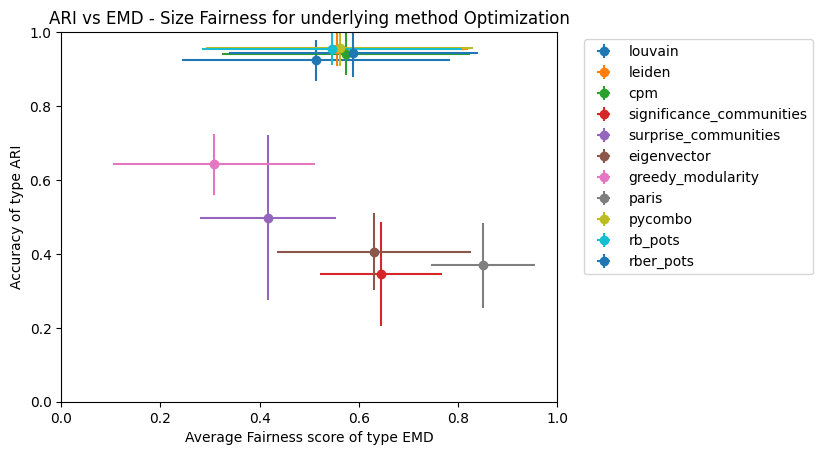 ARI vs EMD - Size Fairness for underlying method Optimization
1.0
0.8
0.6
0.4
0.2
0.0
Accuracy of type ARI
0.0 0.2 0.4 0.6 0.8 1.0
Average Fairness score of type EMD
louvain
leiden
cpm
significance_communities
surprise_communities
eigenvector
greedy_modularity
paris
pycombo
rb_pots
rber_pots